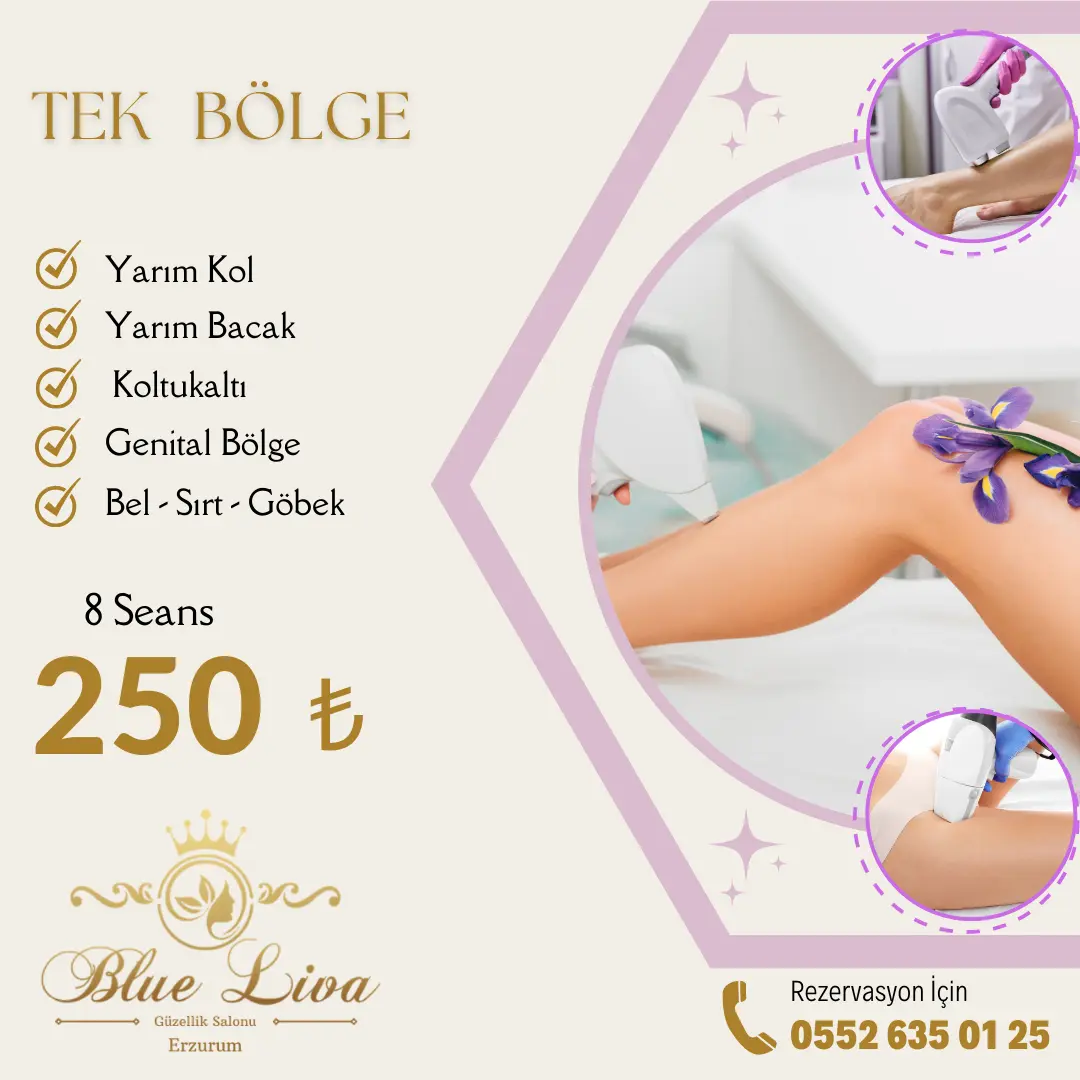 TEK BÖLGE
Yarım Kol
Yarım Bacak
Koltukaltı
Genital Bölge
Bel - Sırt - Göbek
8 Seans
250 ₺
Blue Liva
Güzellik Salonu
Erzurum
Rezervasyon İçin
0552 635 01 25